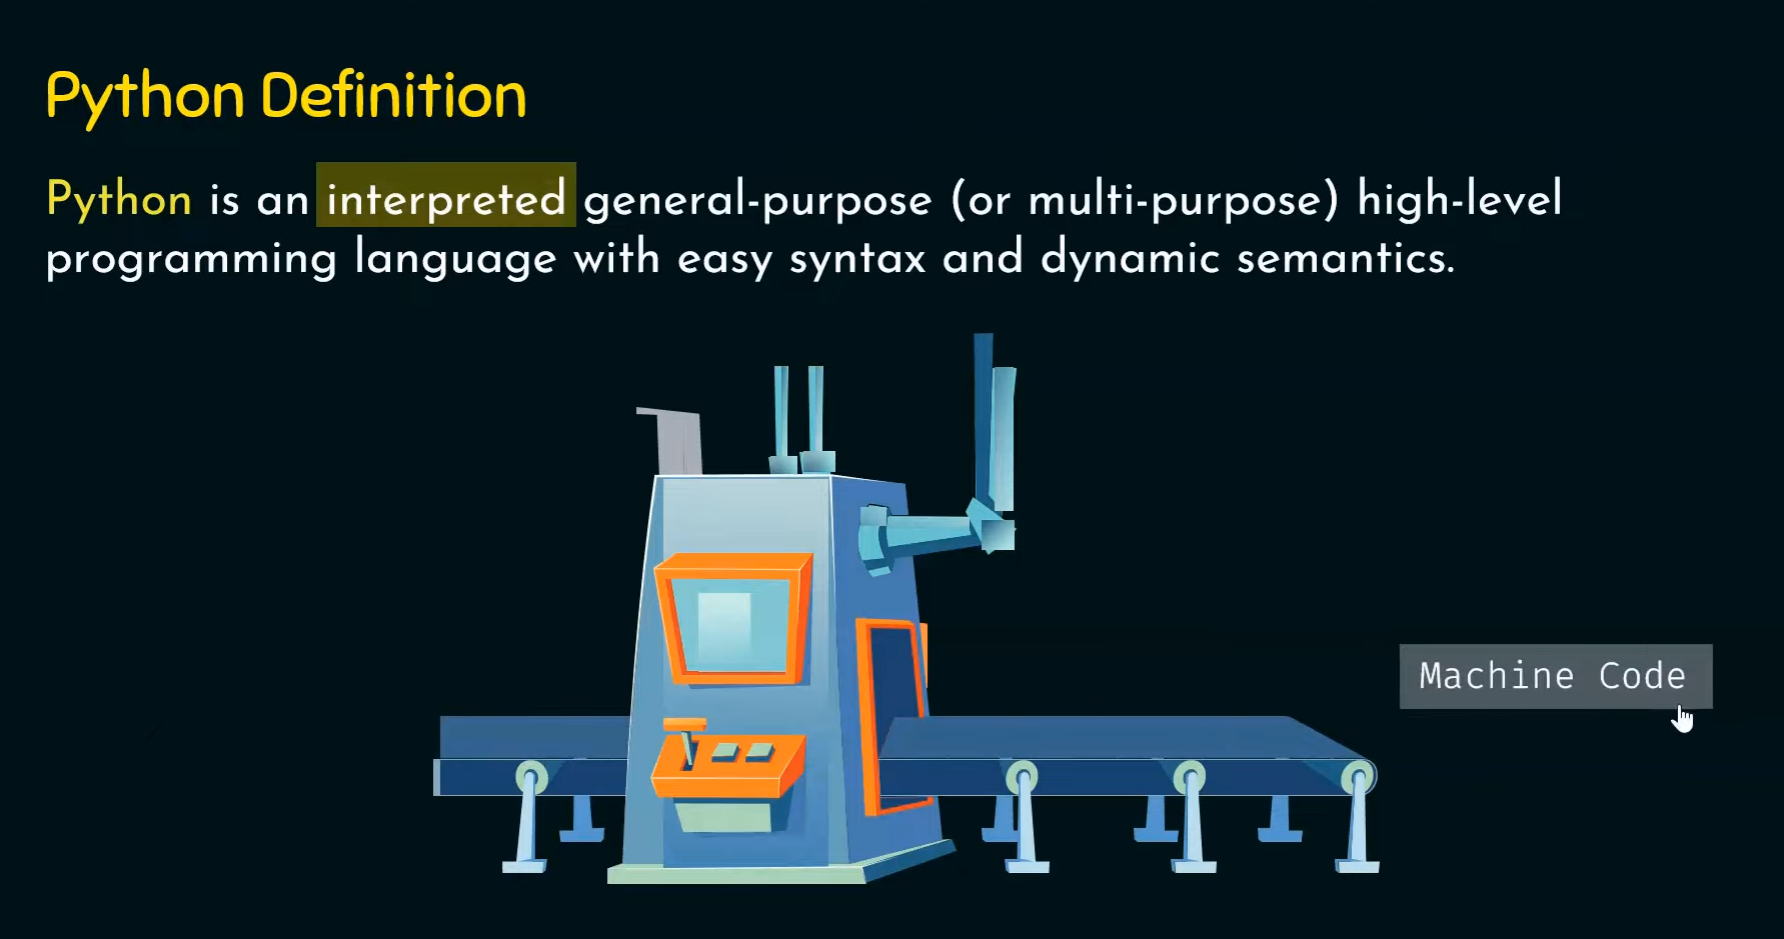 Python Definition
Python is an interpreted general-purpose (or multi-purpose) high-level
programming language with easy syntax and dynamic semantics.
Machine Code